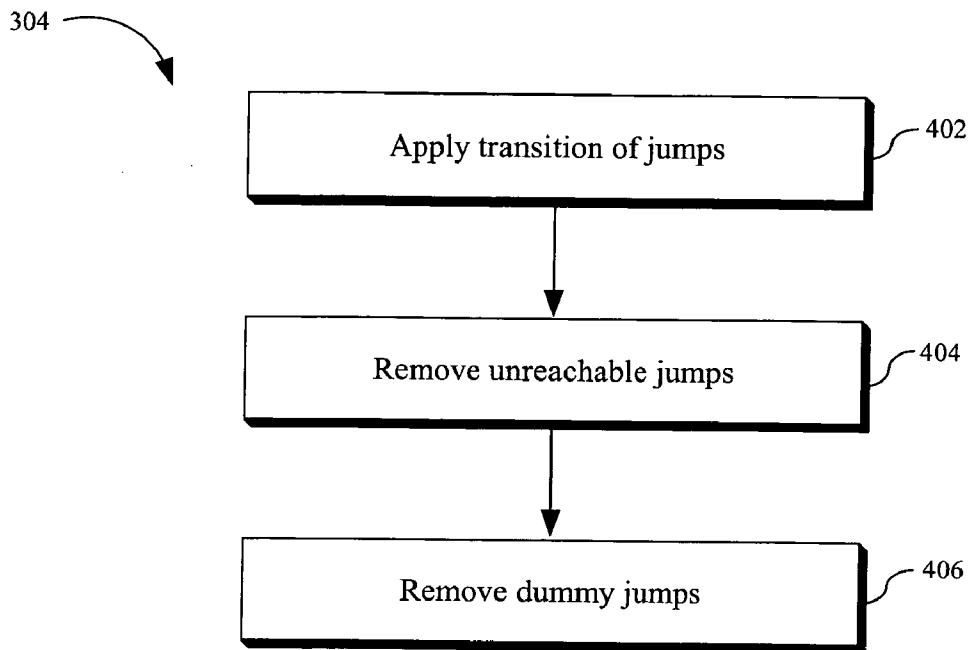 304
Apply transition of jumps
402
Remove unreachable jumps
404
Remove dummy jumps
406